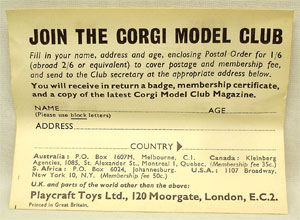 JOIN THE CORGI MODEL CLUB
Fill in your name, address and age, enclosing Postal Order for 1/6
(abroad 2/6 or equivalent) to cover postage and membership fee,
and send to the Club secretary at the appropriate address below.
You will receive in return a badge, membership certificate,
and a copy of the latest Corgi Model Club Magazine.
NAME AGE
(Please use block letters)
ADDRESS
COUNTRY
Australia: P.O. Box 1607M, Melbourne, C.1. Canada: Kleinberg
Agencies, 1085, St. Alexander St., Montreal 1, Quebec. (Membership fee 35c.)
S. Africa: P.O. Box 6024, Johannesburg. U.S.A.: 1107 Broadway,
New York 10, N.Y. (Membership fee 35c.)
U.K. and parts of the world other than the above:
Playcraft Toys Ltd., 120 Moorgate, London, E.C.2.
Printed in Great Britain.